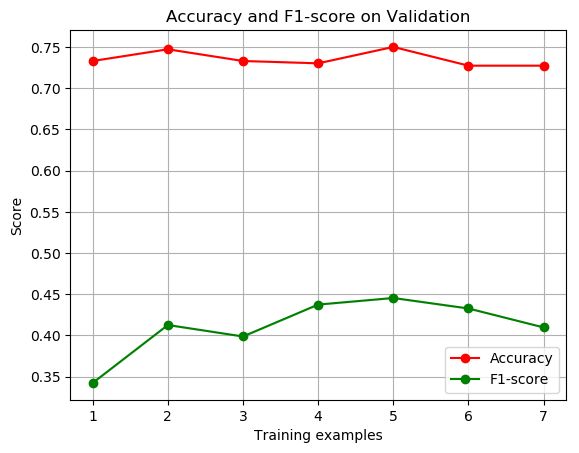 Accuracy and F1-score on Validation
Score
0.75
0.70
0.65
0.60
0.55
0.50
0.45
0.40
0.35
Accuracy
F1-score
1 2 3 4 5 6 7
Training examples